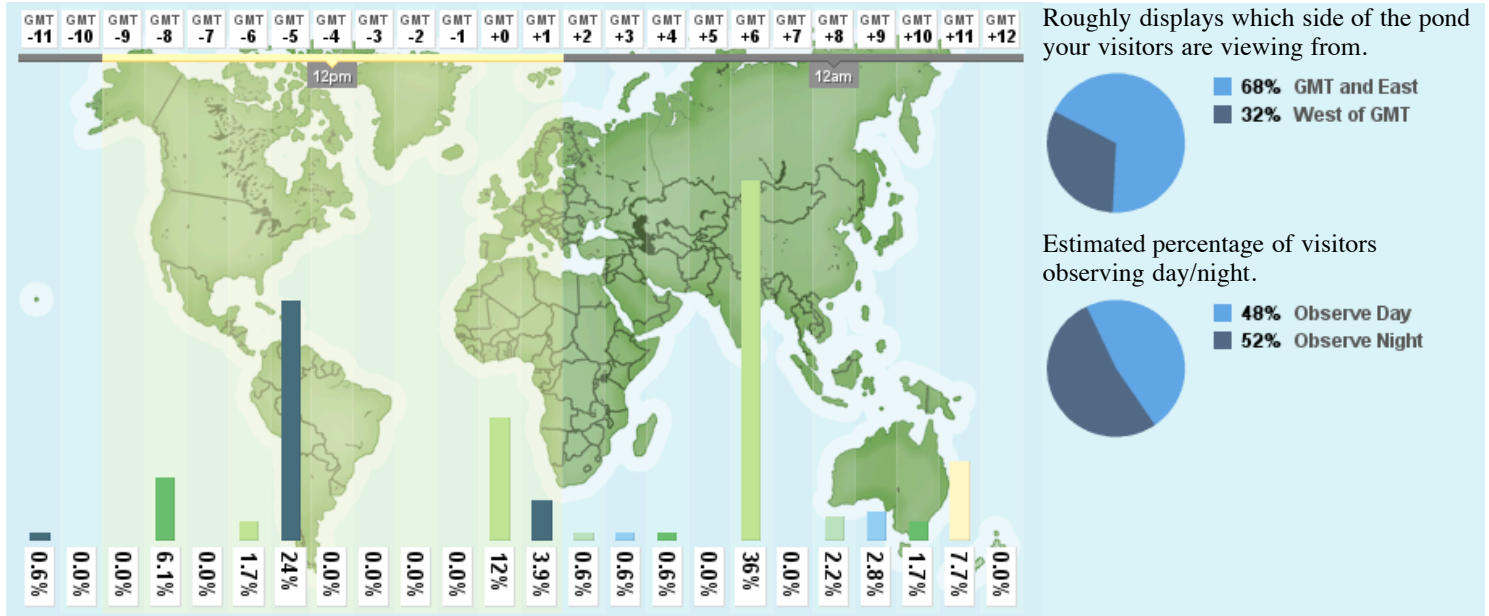 GMT GMT GMT GMT GMT GMT GMT GMT GMT GMT GMT GMT GMT GMT GMT GMT GMT GMT GMT GMT GMT GMT GMT GMT
-11 -10 -9 -8 -7 -6 -5 -4 -3 -2 -1 +0 +1 +2 +3 +4 +5 +6 +7 +8 +9 +10 +11 +12
12pm 12am
0.6% 0.0% 0.0% 6.1% 0.0% 1.7% 24% 0.0% 0.0% 0.0% 0.0% 12% 3.9% 0.6% 0.6% 0.6% 0.0% 36% 0.0% 2.2% 2.8% 1.7% 7.7% 0.0%
Roughly displays which side of the pond
your visitors are viewing from.
68% GMT and East
32% West of GMT
Estimated percentage of visitors
observing day/night.
48% Observe Day
52% Observe Night